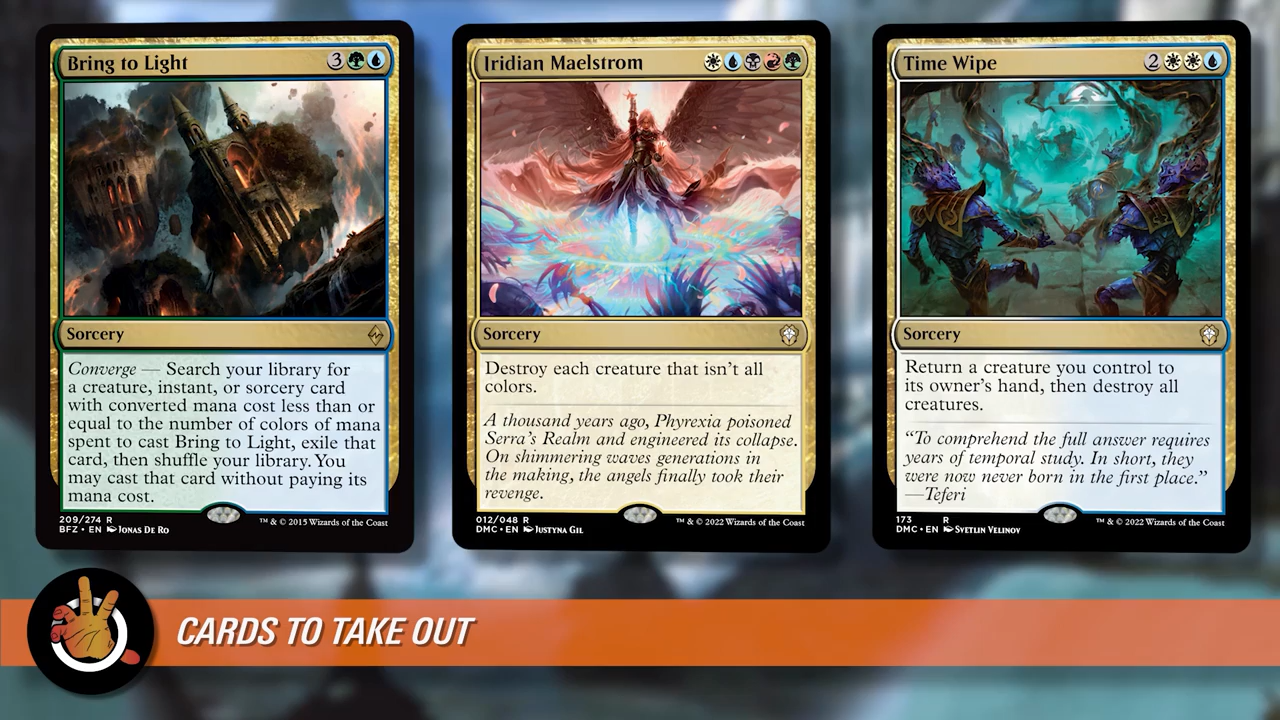 Bring to Light 3
Sorcery
Converge — Search your library for
a creature, instant, or sorcery card
with converted mana cost less than or
equal to the number of colors of mana
spent to cast Bring to Light, exile that
card, then shuffle your library. You
may cast that card without paying its
mana cost.
209/274 R
BFZ • EN Jonas De Ro
™ & © 2015 Wizards of the Coast
Iridian Maelstrom
Sorcery
Destroy each creature that isn't all
colors.
A thousand years ago, Phyrexia poisoned
Serra's Realm and engineered its collapse.
On shimmering waves generations in
the making, the angels finally took their
revenge.
012/048 R
DMC • EN Justyna Gil
™ & © 2022 Wizards of the Coast
Time Wipe 2
Sorcery
Return a creature you control to
its owner's hand, then destroy all
creatures.
"To comprehend the full answer requires
years of temporal study. In short, they
were now never born in the first place."
—Teferi
173 R
DMC • EN Svetlin Velinov
™ & © 2022 Wizards of the Coast
CARDS TO TAKE OUT